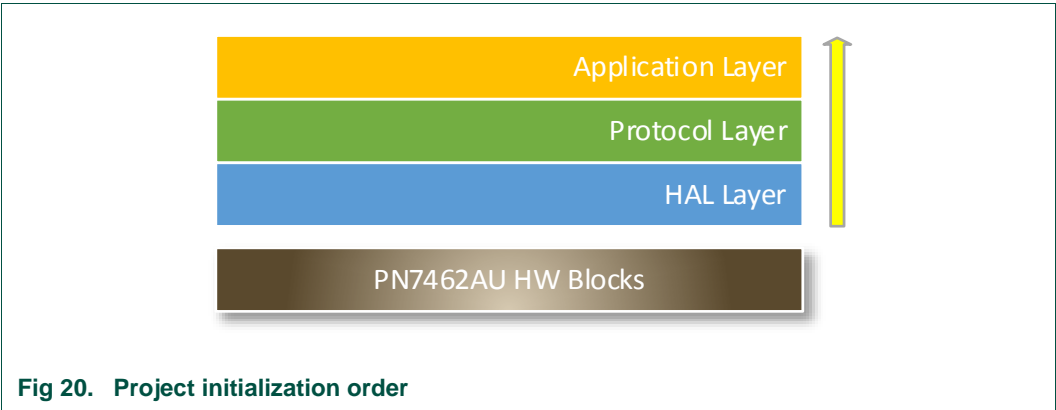 Application Layer
Protocol Layer
HAL Layer
PN7462AU HW Blocks
Fig 20. Project initialization order